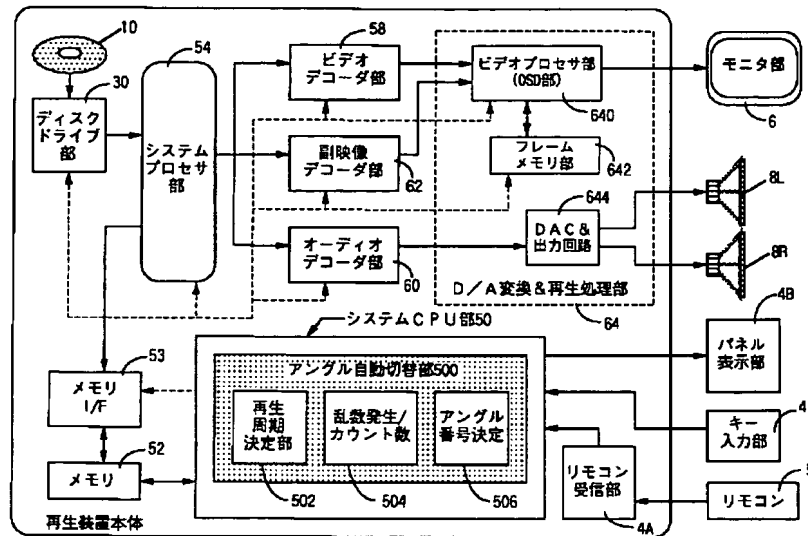 10
54
30
ディスク
ドライブ
部
システム
プロセサ
部
58
ビデオ
デコーダ部
副映像
デコーダ部
62
オーディオ
デコーダ部
60
ビデオプロセサ部
(OSD部)
640
フレーム
メモリ部
642
644
DAC&
出力回路
D/A変換&再生処理部
64
モニタ部
6
8L
8R
4B
パネル
表示部
システムCPU部50
アングル自動切替部500
再生
周期
決定部
502
乱数発生/
カウント数
504
アングル
番号決定
506
53
メモリ
I/F
52
メモリ
4
キー
入力部
リモコン
受信部
4A
5
リモコン
再生装置本体